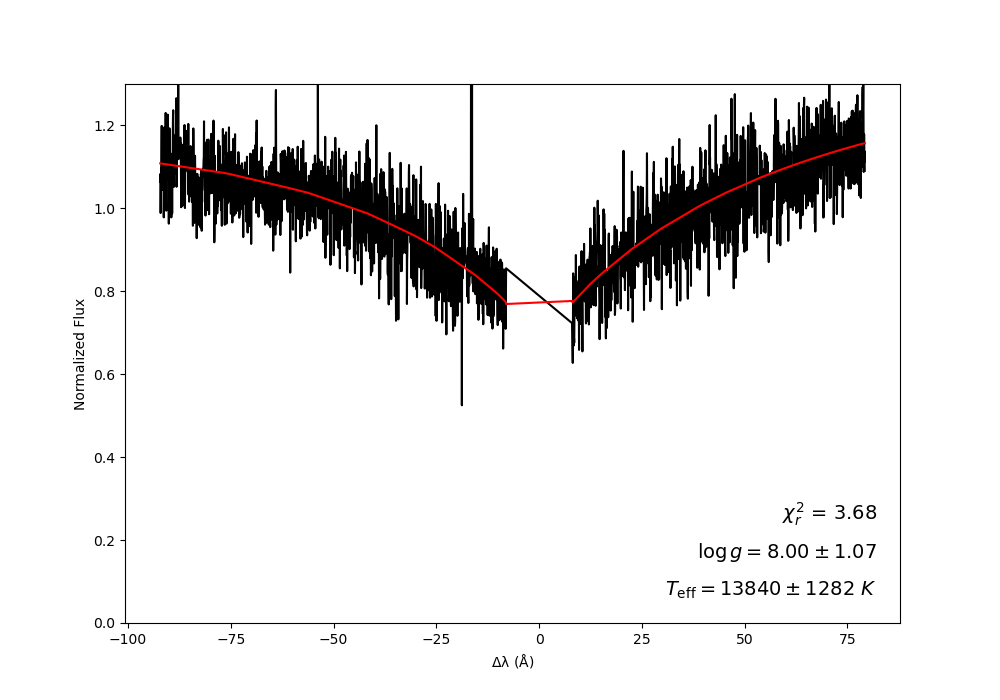 1.2
1.0
0.8
0.6
0.4
0.2
0.0
Normalized Flux
χ²ᵣ = 3.68
log g = 8.00 ± 1.07
T_eff = 13840 ± 1282 K
−100 −75 −50 −25 0 25 50 75
Δλ (Å)